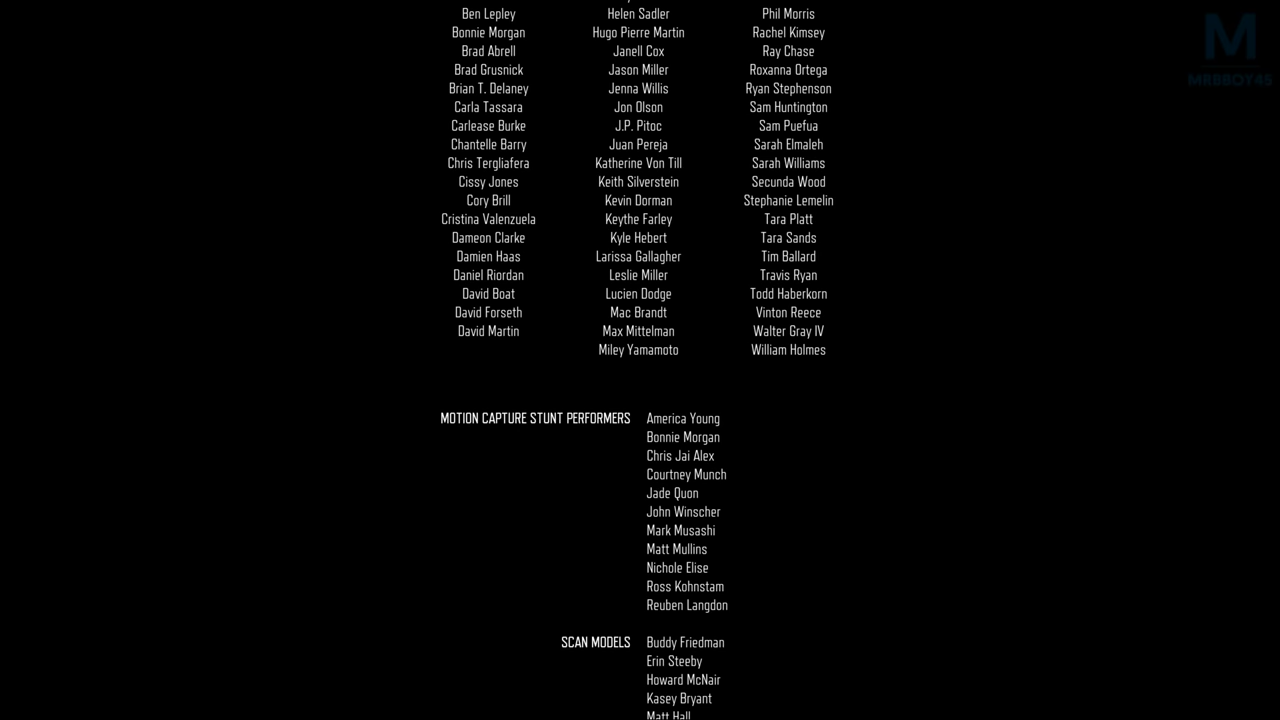 Ben Lepley Helen Sadler Phil Morris
Bonnie Morgan Hugo Pierre Martin Rachel Kimsey
Brad Abrell Janell Cox Ray Chase
Brad Grusnick Jason Miller Roxanna Ortega
Brian T. Delaney Jenna Willis Ryan Stephenson
Carla Tassara Jon Olson Sam Huntington
Carlease Burke J.P. Pitoc Sam Puefua
Chantelle Barry Juan Pereja Sarah Elmaleh
Chris Tergliafera Katherine Von Till Sarah Williams
Cissy Jones Keith Silverstein Secunda Wood
Cory Brill Kevin Dorman Stephanie Lemelin
Cristina Valenzuela Keythe Farley Tara Platt
Dameon Clarke Kyle Hebert Tara Sands
Damien Haas Larissa Gallagher Tim Ballard
Daniel Riordan Leslie Miller Travis Ryan
David Boat Lucien Dodge Todd Haberkorn
David Forseth Mac Brandt Vinton Reece
David Martin Max Mittelman Walter Gray IV
Miley Yamamoto William Holmes
MOTION CAPTURE STUNT PERFORMERS America Young
Bonnie Morgan
Chris Jai Alex
Courtney Munch
Jade Quon
John Winscher
Mark Musashi
Matt Mullins
Nichole Elise
Ross Kohnstam
Reuben Langdon
SCAN MODELS Buddy Friedman
Erin Steeby
Howard McNair
Kasey Bryant
Matt Hall
M